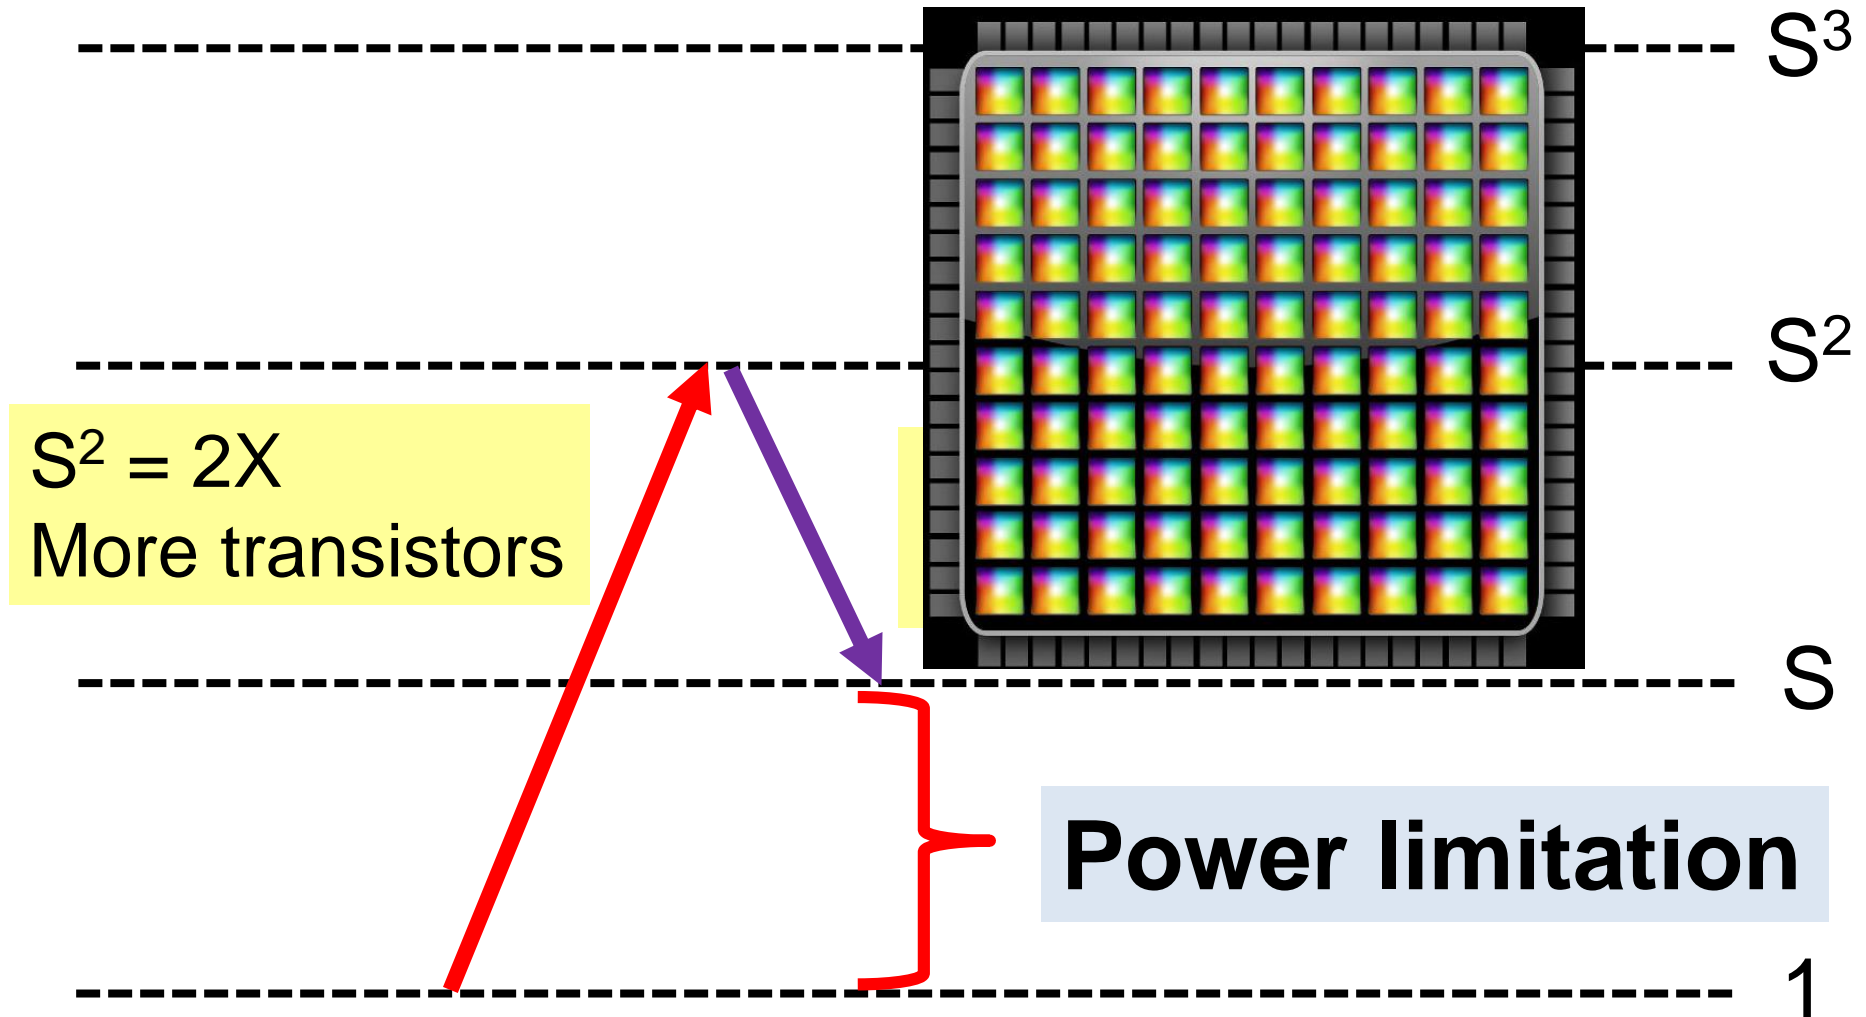 S³
S²
S² = 2X
More transistors
S
Power limitation
1